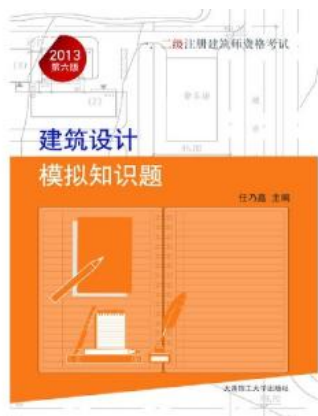 2013
第六版
一、二级注册建筑师资格考试
建筑设计
模拟知识题
任乃鑫 主编
大连理工大学出版社